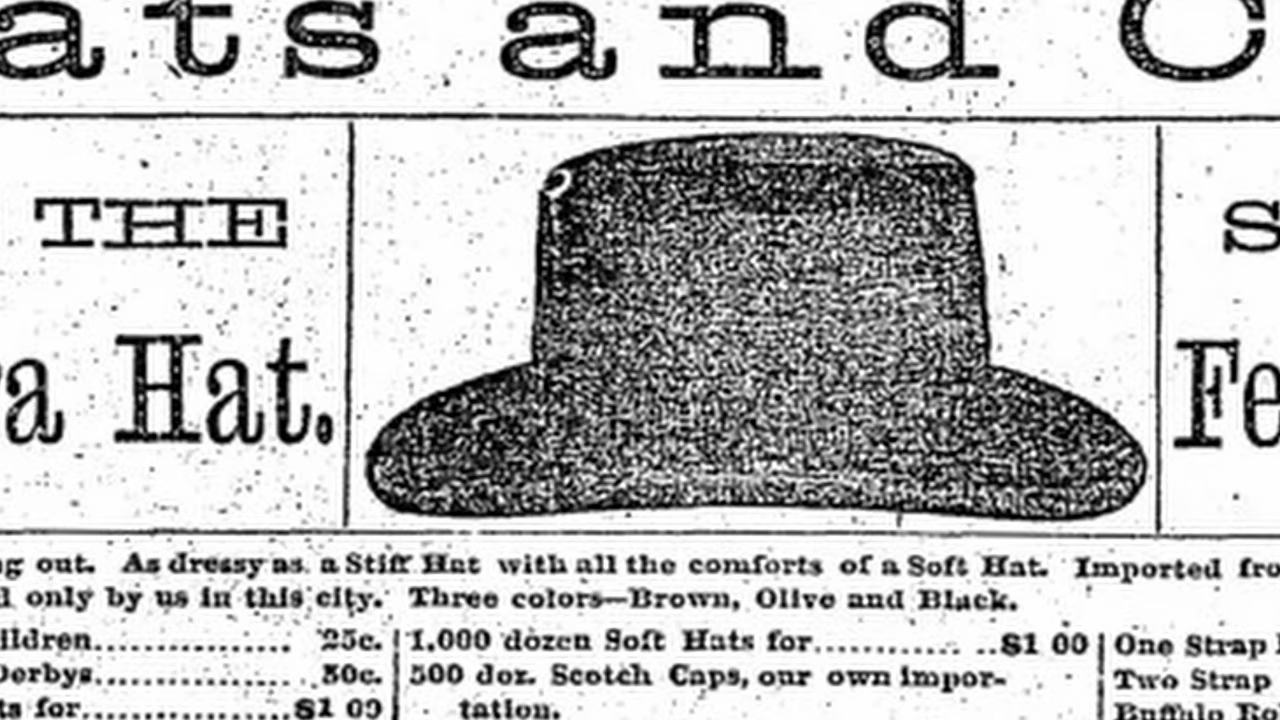 ats and C
THE
S
a Hat.
Fe
g out. As dressy as a Stiff Hat with all the comforts of a Soft Hat. Imported fro
l only by us in this city. Three colors—Brown, Olive and Black.
ildren.................. 25c.
Derbys.................. 50c.
ts for.................. $1 00
1,000 dozen Soft Hats for.............. $1 00
500 doz. Scotch Caps, our own impor-
tation.
One Strap
Two Strap
Buffalo Ro